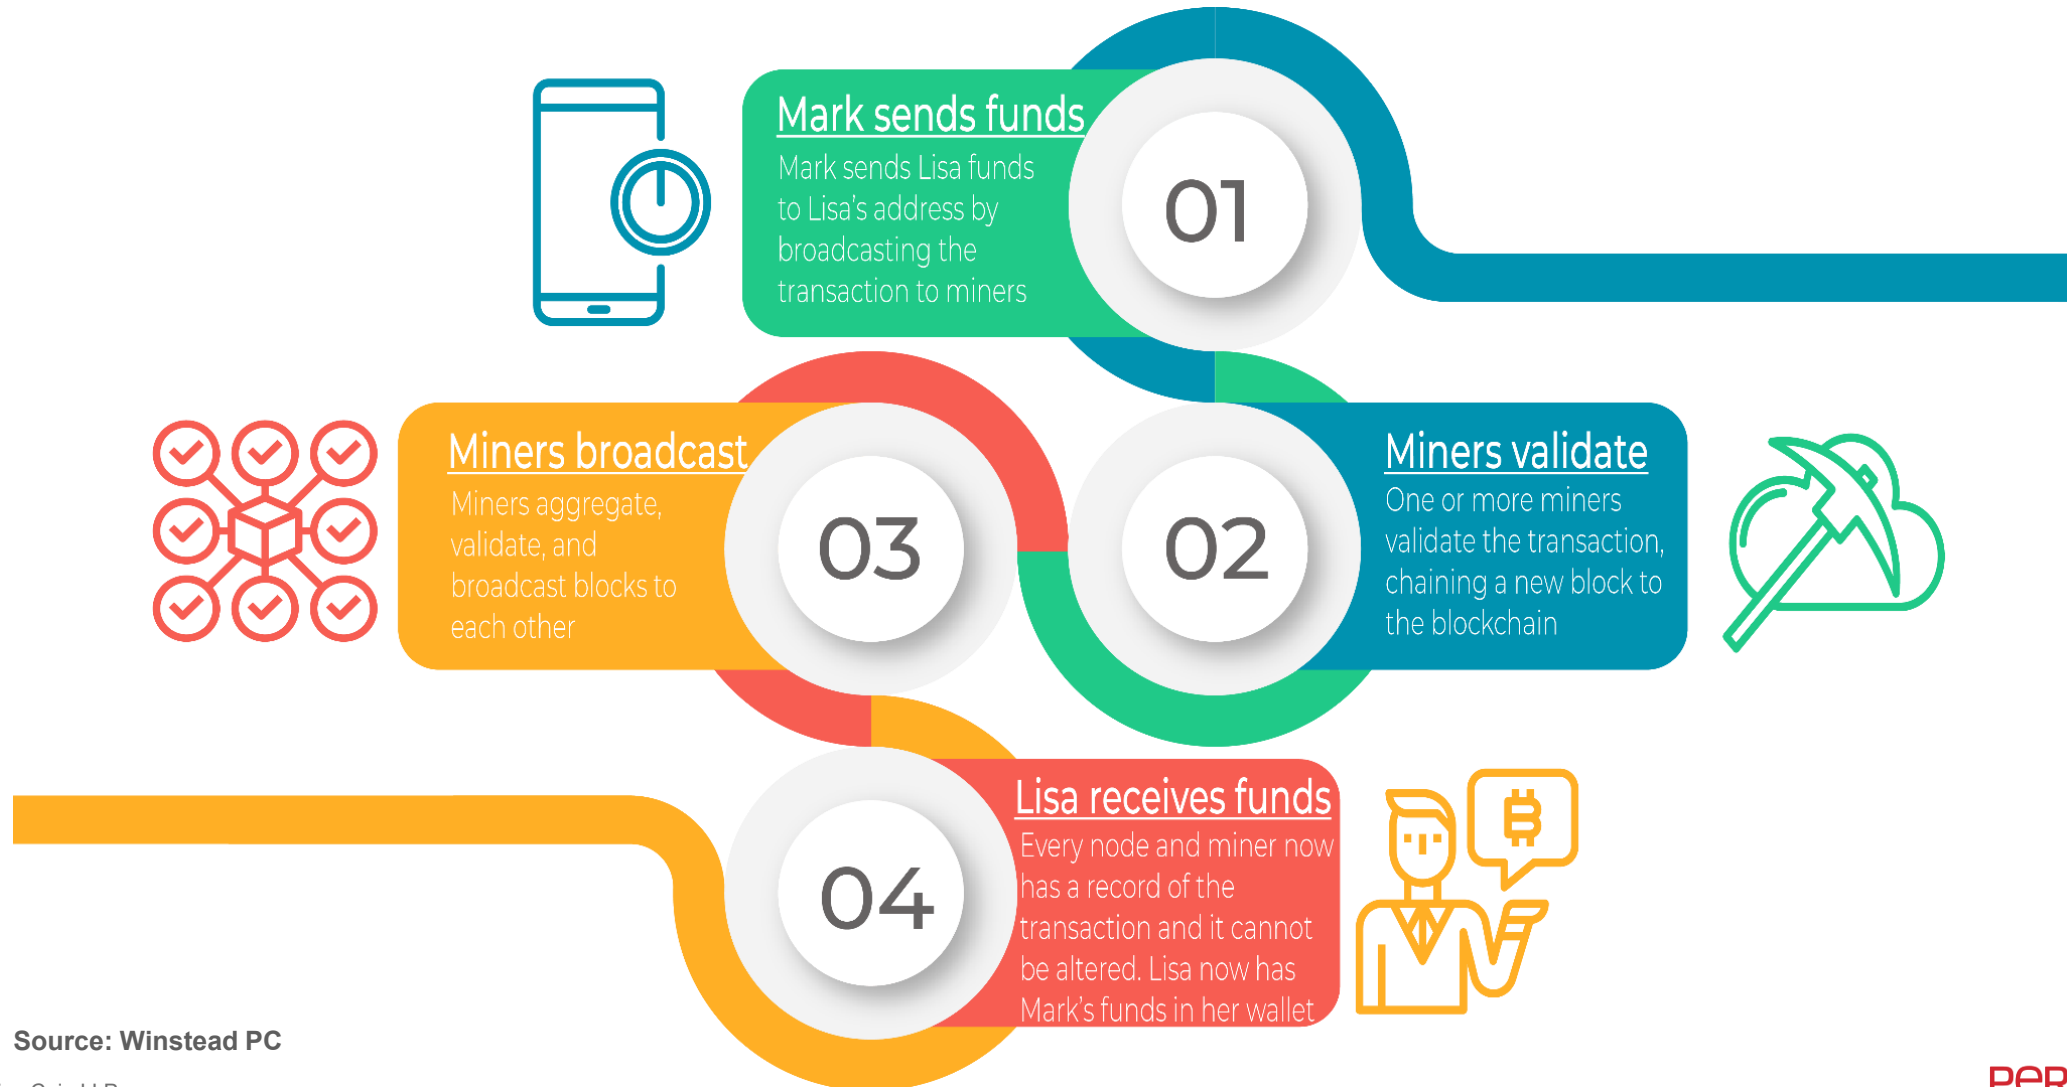 Mark sends funds
Mark sends Lisa funds
to Lisa's address by
broadcasting the
transaction to miners
01
Miners validate
One or more miners
validate the transaction,
chaining a new block to
the blockchain
02
Miners broadcast
Miners aggregate,
validate, and
broadcast blocks to
each other
03
Lisa receives funds
Every node and miner now
has a record of the
transaction and it cannot
be altered. Lisa now has
Mark's funds in her wallet
04
Source: Winstead PC